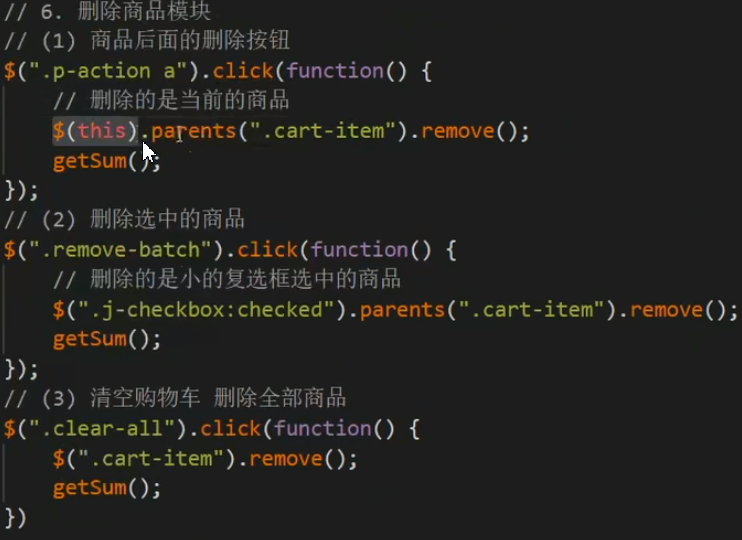 // 6. 删除商品模块
// (1) 商品后面的删除按钮
$(".p-action a").click(function() {
    // 删除的是当前的商品
    $(this).parents(".cart-item").remove();
    getSum();
});
// (2) 删除选中的商品
$(".remove-batch").click(function() {
    // 删除的是小的复选框选中的商品
    $(".j-checkbox:checked").parents(".cart-item").remove();
    getSum();
});
// (3) 清空购物车 删除全部商品
$(".clear-all").click(function() {
    $(".cart-item").remove();
    getSum();
})